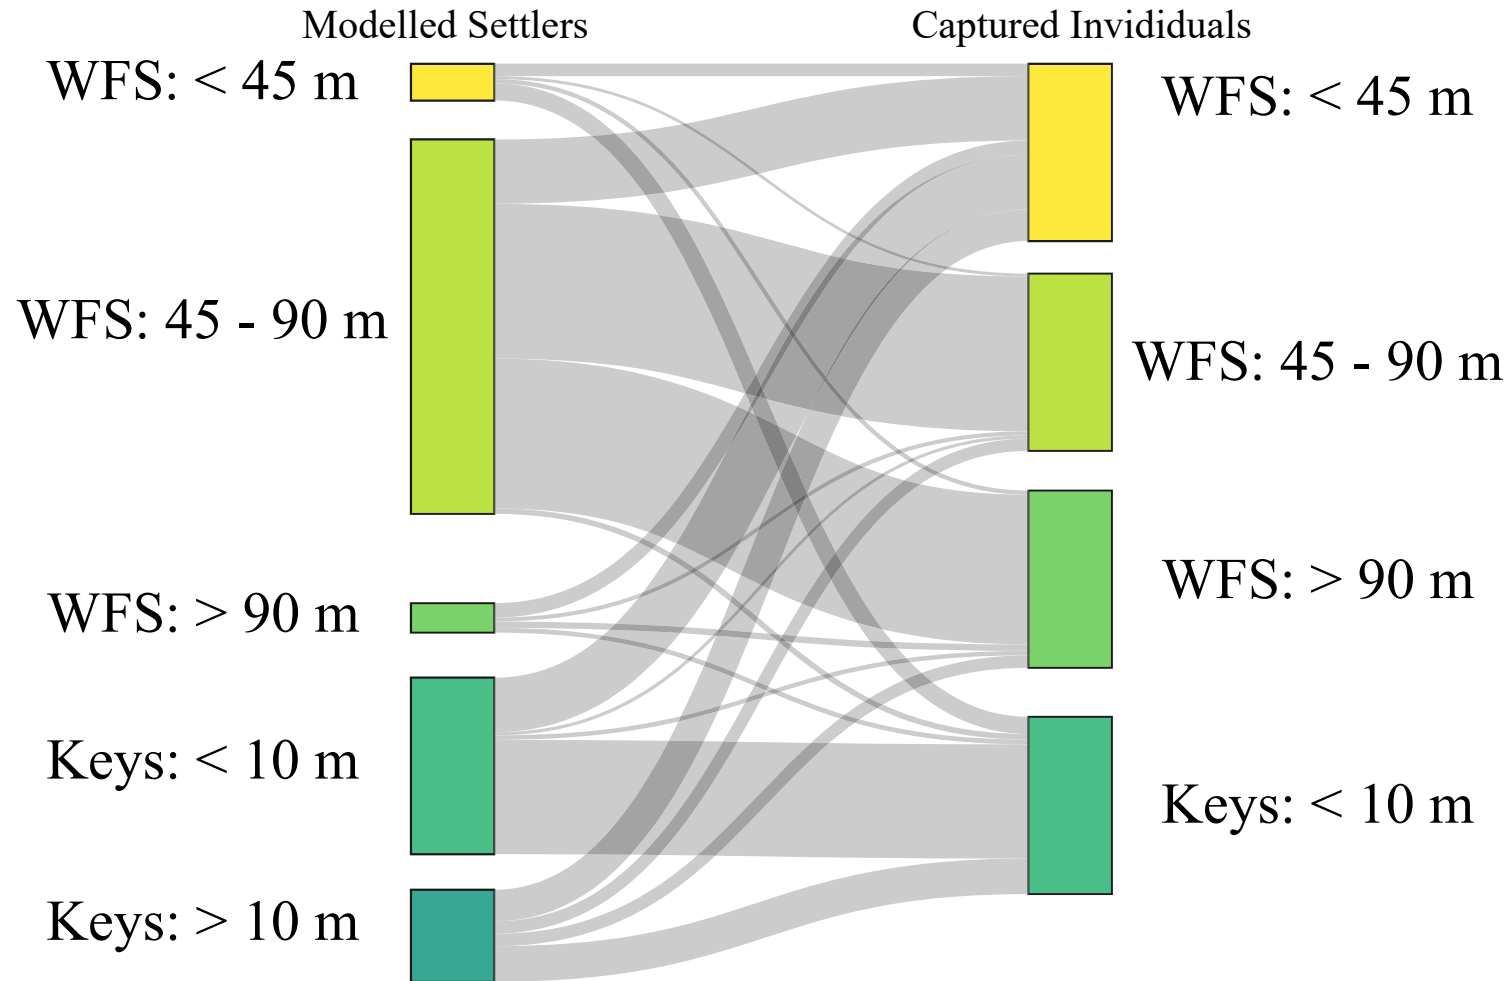 Modelled Settlers
Captured Invididuals
WFS: < 45 m
WFS: 45 - 90 m
WFS: > 90 m
Keys: < 10 m
Keys: > 10 m
WFS: < 45 m
WFS: 45 - 90 m
WFS: > 90 m
Keys: < 10 m